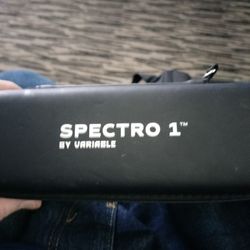 SPECTRO 1™
BY VARIABLE